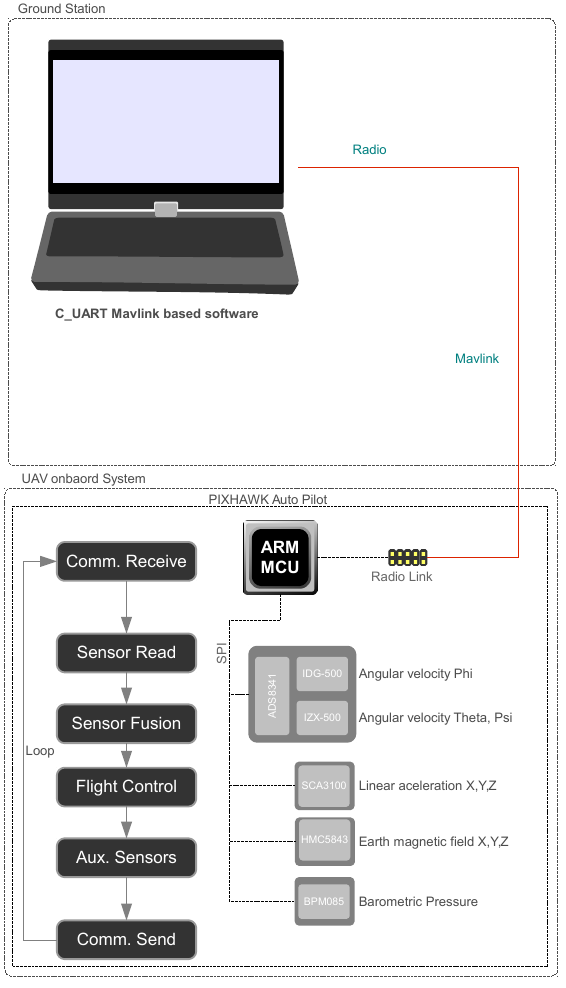 Ground Station
Radio
C_UART Mavlink based software
Mavlink
UAV onbaord System
PIXHAWK Auto Pilot
ARM
MCU
Comm. Receive
Radio Link
SPI
Sensor Read
ADS8341
IDG-500
Angular velocity Phi
Sensor Fusion
IZX-500
Angular velocity Theta, Psi
Loop
Flight Control
SCA3100
Linear aceleration X,Y,Z
HMC5843
Earth magnetic field X,Y,Z
Aux. Sensors
BPM085
Barometric Pressure
Comm. Send